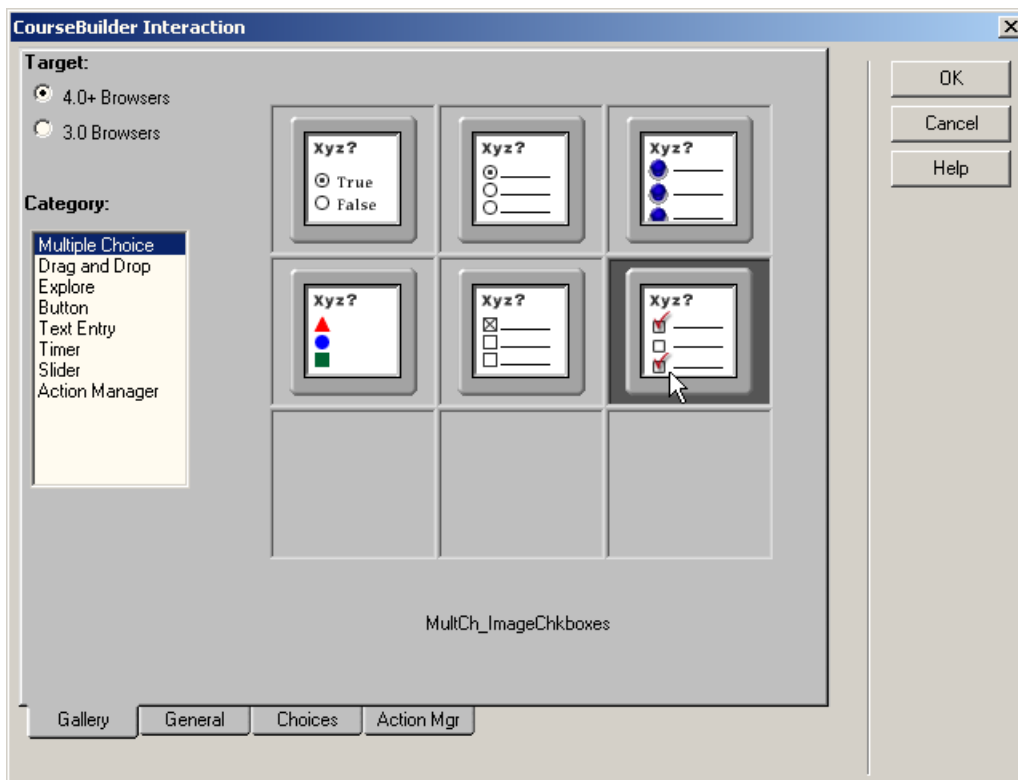 CourseBuilder Interaction
Target:
4.0+ Browsers
3.0 Browsers
Category:
Multiple Choice
Drag and Drop
Explore
Button
Text Entry
Timer
Slider
Action Manager
Xyz?
True
False
Xyz?
Xyz?
Xyz?
Xyz?
Xyz?
MultCh_ImageChkboxes
Gallery
General
Choices
Action Mgr
OK
Cancel
Help